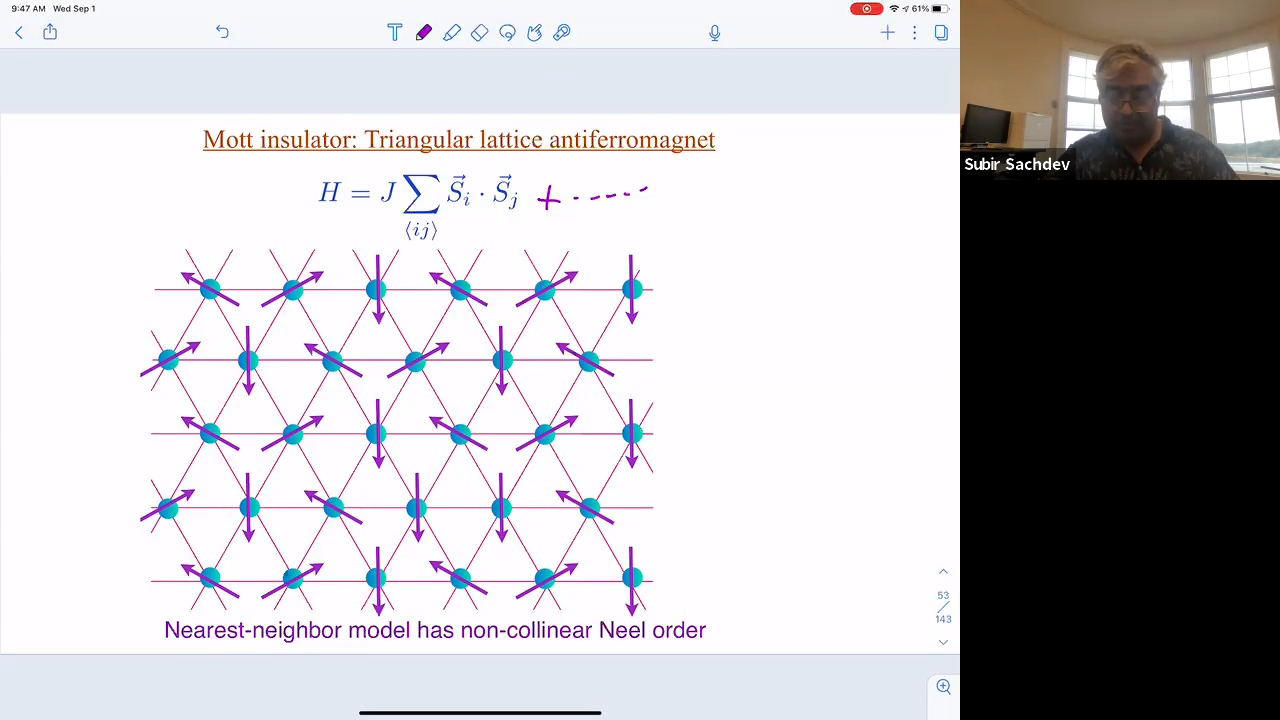 9:47 AM Wed Sep 1
61%
Mott insulator: Triangular lattice antiferromagnet
H = J ∑⟨ij⟩ S⃗ᵢ · S⃗ⱼ + ······
Subir Sachdev
53
/
143
Nearest-neighbor model has non-collinear Neel order